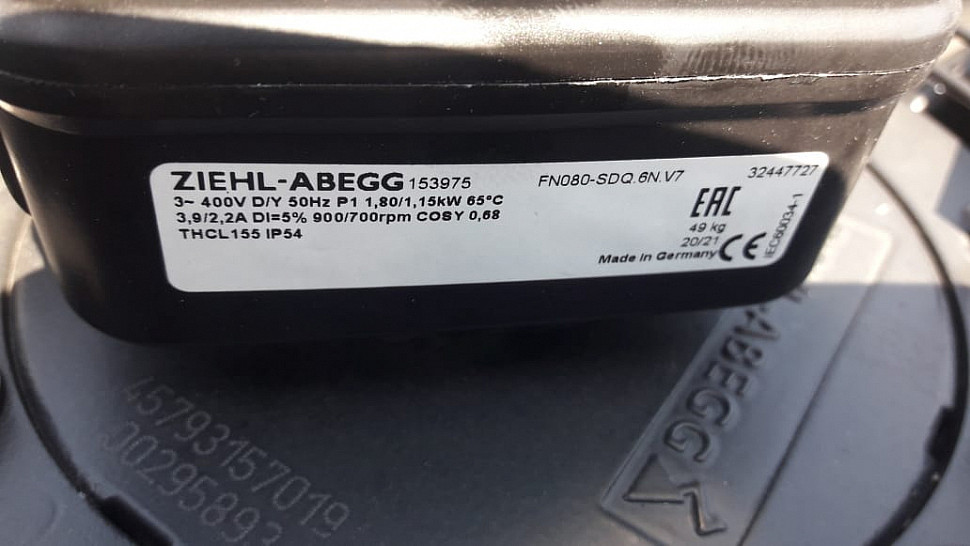 ZIEHL-ABEGG 153975 FN080-SDQ.6N.V7 32447727
3~ 400V D/Y 50Hz P1 1,80/1,15kW 65°C
3,9/2,2A DI=5% 900/700rpm COSY 0,68
THCL155 IP54
EAC
49 kg
20/21
Made in Germany CE
IEC60034-1
45793157019
00295893
ABEGG